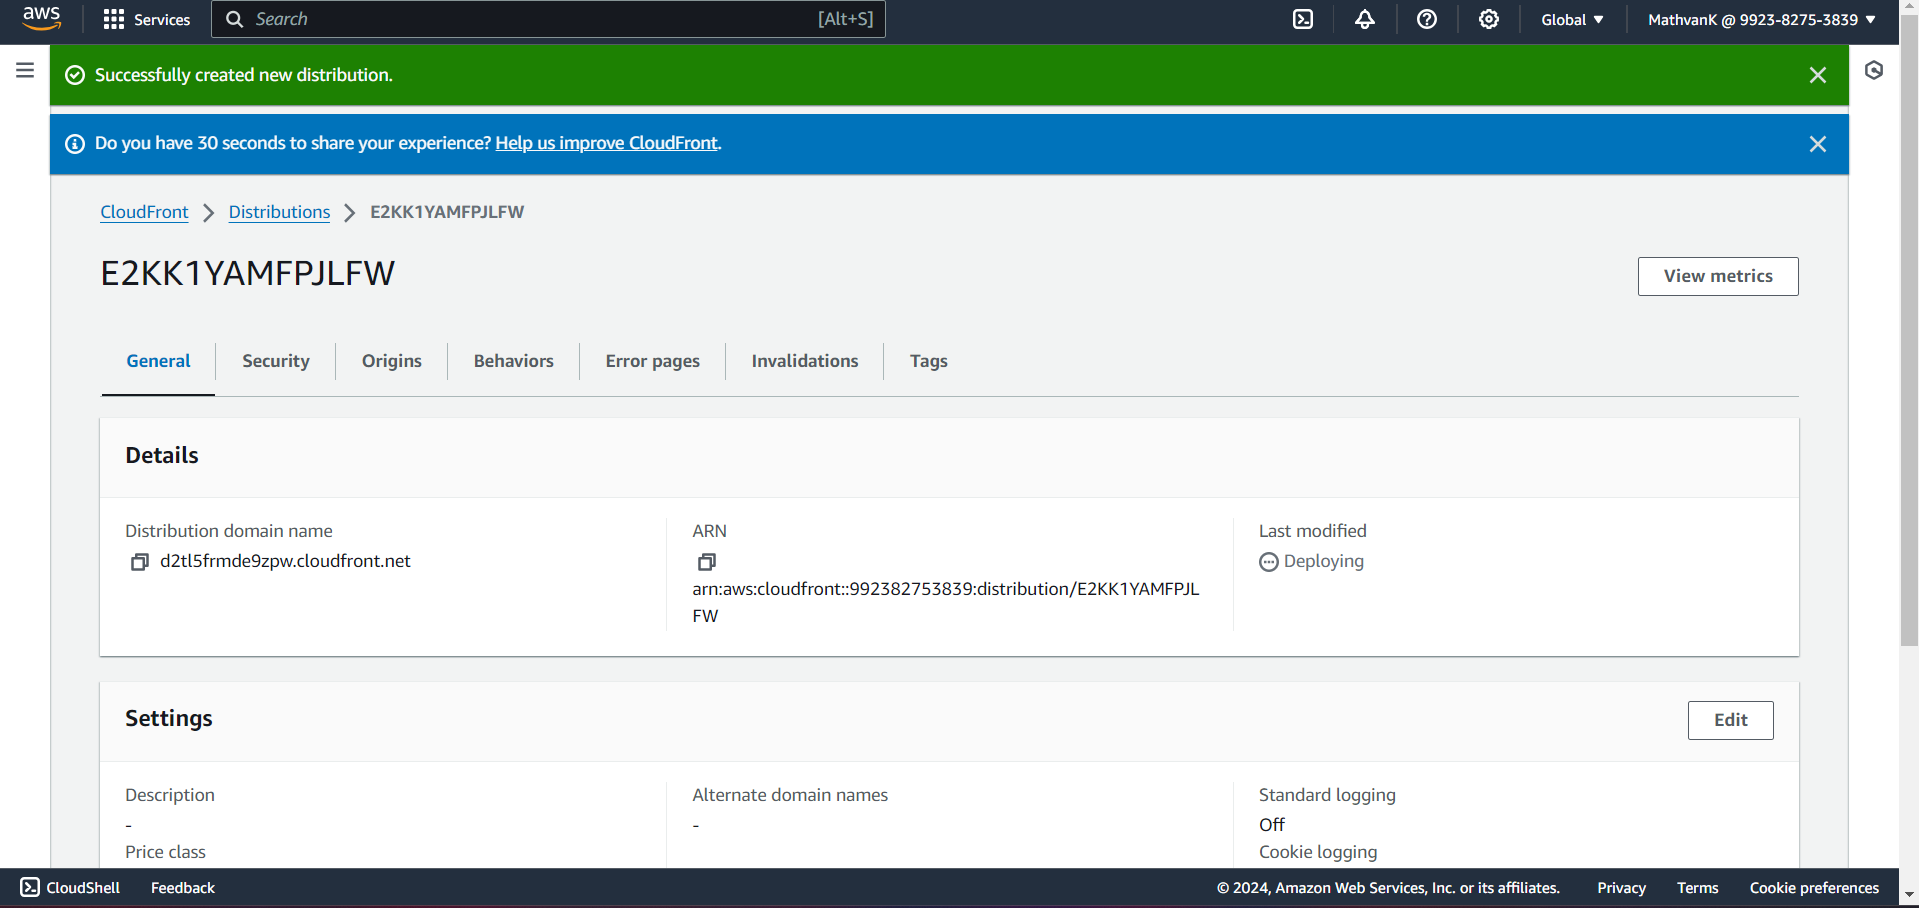 aws Services Search [Alt+S] Global ▼ MathvanK @ 9923-8275-3839 ▼
Successfully created new distribution.
Do you have 30 seconds to share your experience? Help us improve CloudFront.
CloudFront > Distributions > E2KK1YAMFPJLFW
E2KK1YAMFPJLFW
View metrics
General Security Origins Behaviors Error pages Invalidations Tags
Details
Distribution domain name ARN Last modified
d2tl5frmde9zpw.cloudfront.net Deploying
arn:aws:cloudfront::992382753839:distribution/E2KK1YAMFPJL
FW
Settings Edit
Description Alternate domain names Standard logging
- - Off
Price class Cookie logging
CloudShell Feedback © 2024, Amazon Web Services, Inc. or its affiliates. Privacy Terms Cookie preferences